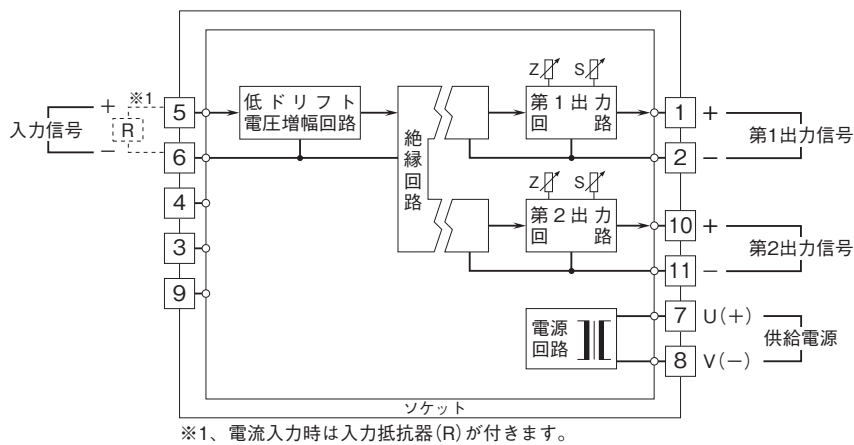 入力信号
＋
－
※1
R
5
6
4
3
9
低ドリフト
電圧増幅回路
絶縁回路
Z
S
第1出力
回路
Z
S
第2出力
回路
電源
回路
1
＋
2
－
第1出力信号
10
＋
11
－
第2出力信号
7
U(＋)
8
V(－)
供給電源
ソケット
※1、電流入力時は入力抵抗器(R)が付きます。